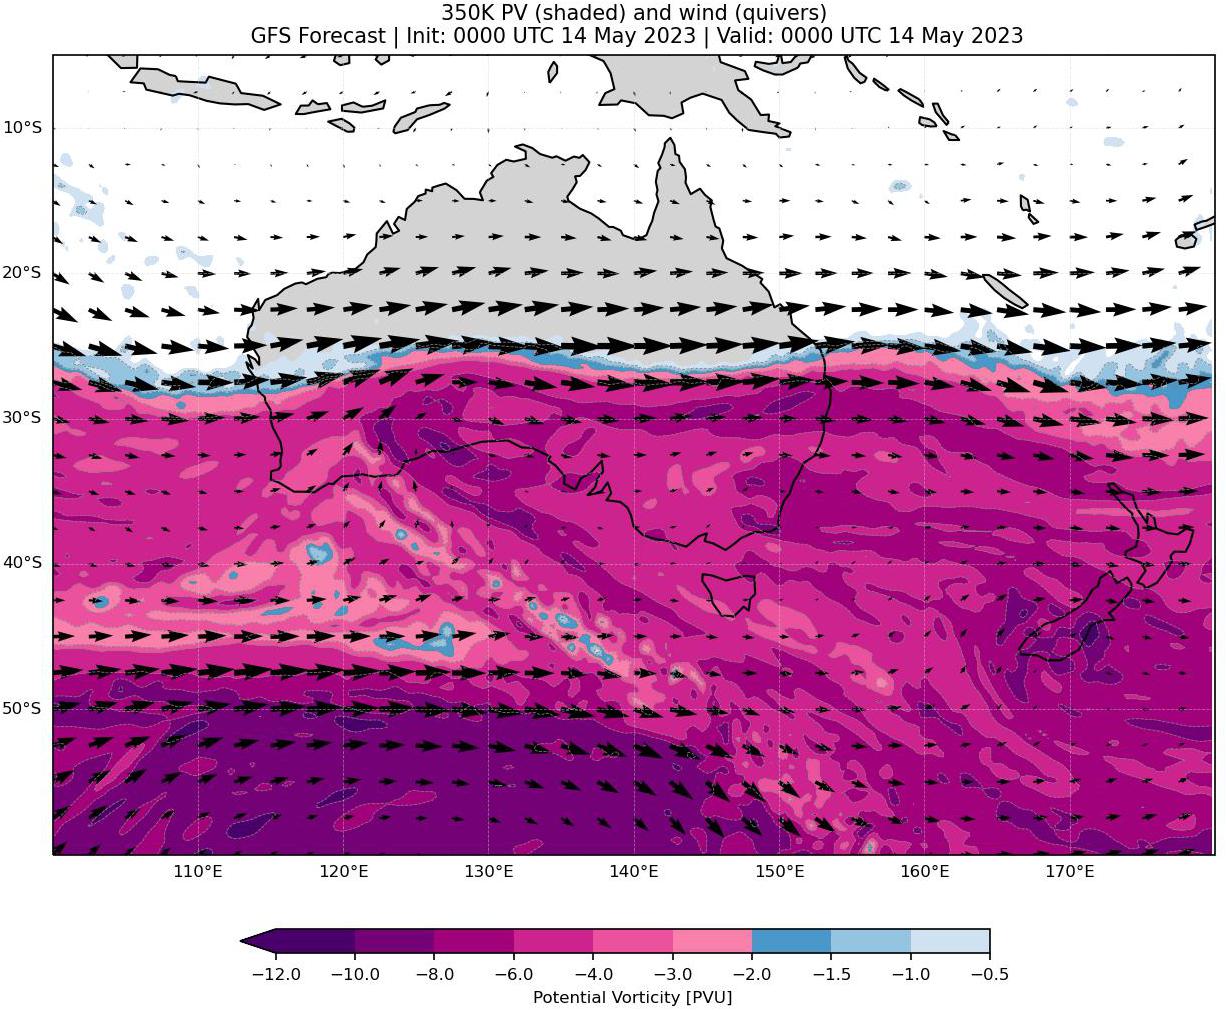 350K PV (shaded) and wind (quivers)
GFS Forecast | Init: 0000 UTC 14 May 2023 | Valid: 0000 UTC 14 May 2023
10°S
20°S
30°S
40°S
50°S
110°E 120°E 130°E 140°E 150°E 160°E 170°E
−12.0 −10.0 −8.0 −6.0 −4.0 −3.0 −2.0 −1.5 −1.0 −0.5
Potential Vorticity [PVU]